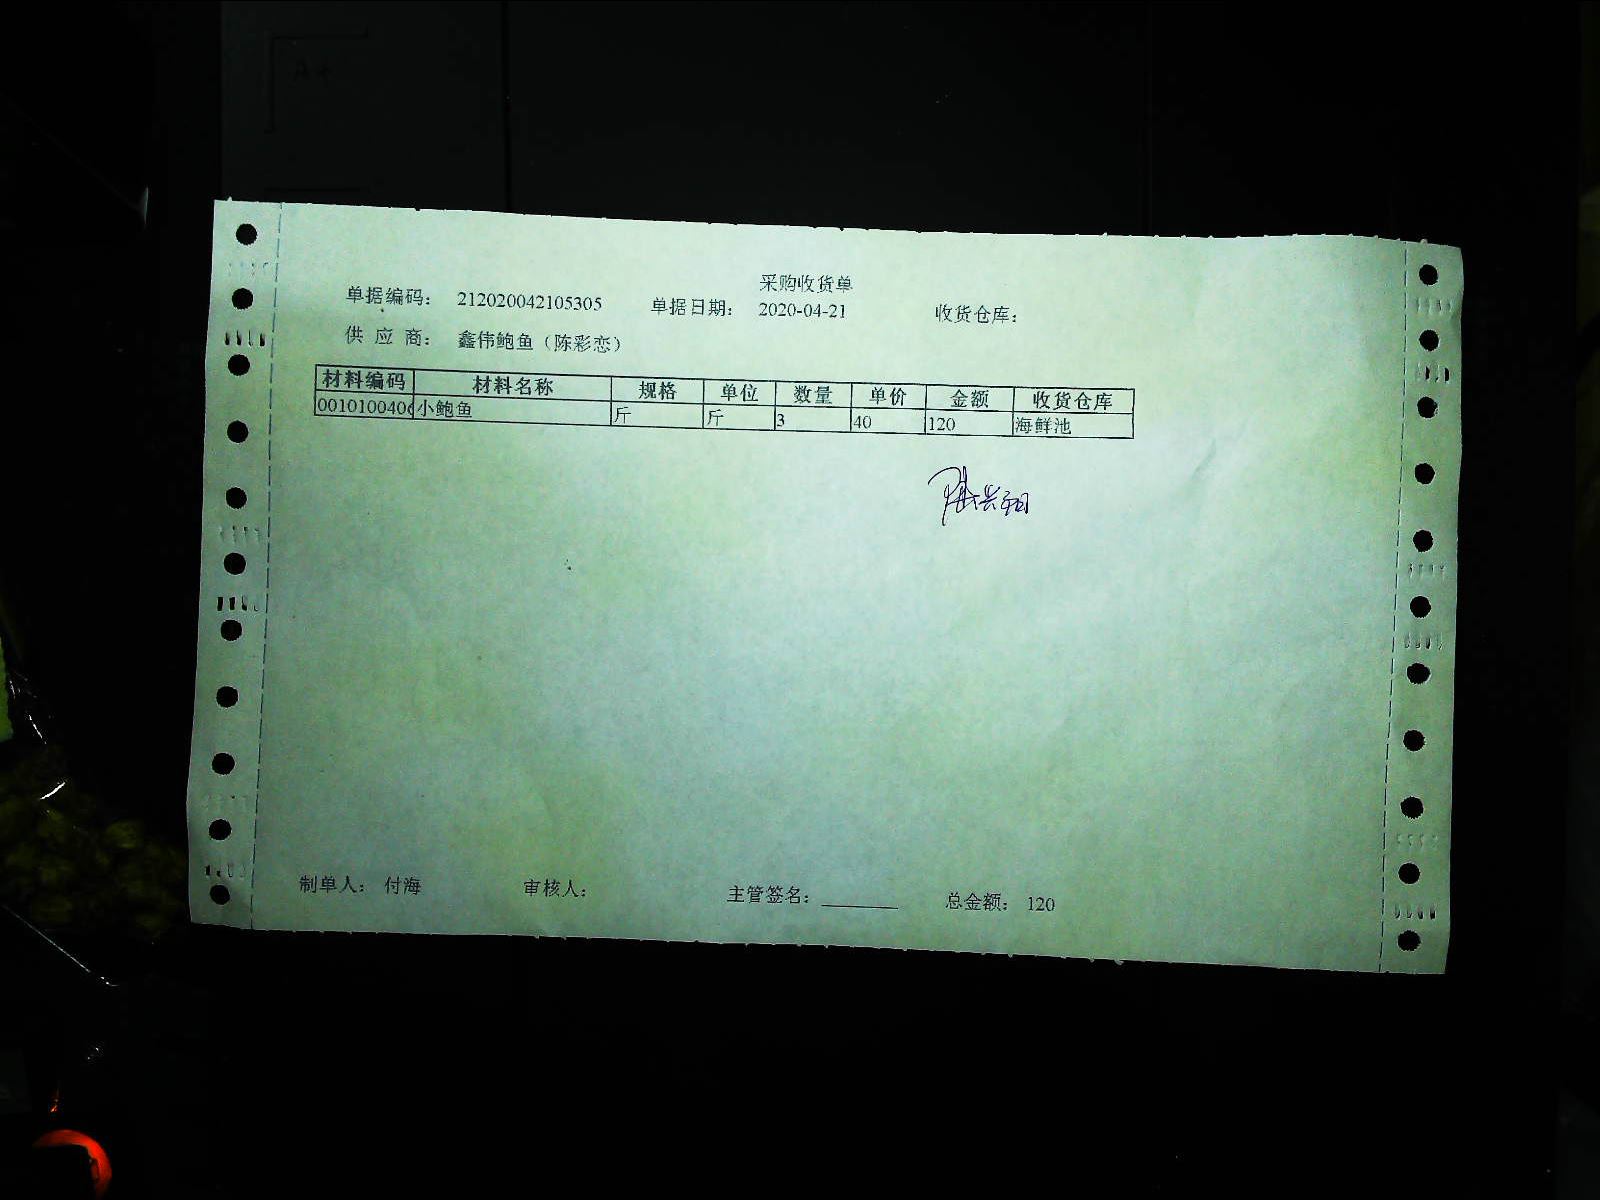 采购收货单
单据编码： 212020042105305 单据日期： 2020-04-21 收货仓库：
供 应 商： 鑫伟鲍鱼（陈彩恋）
材料编码 材料名称 规格 单位 数量 单价 金额 收货仓库
0010100406 小鲍鱼 斤 斤 3 40 120 海鲜池
制单人： 付海 审核人： 主管签名： ________ 总金额： 120